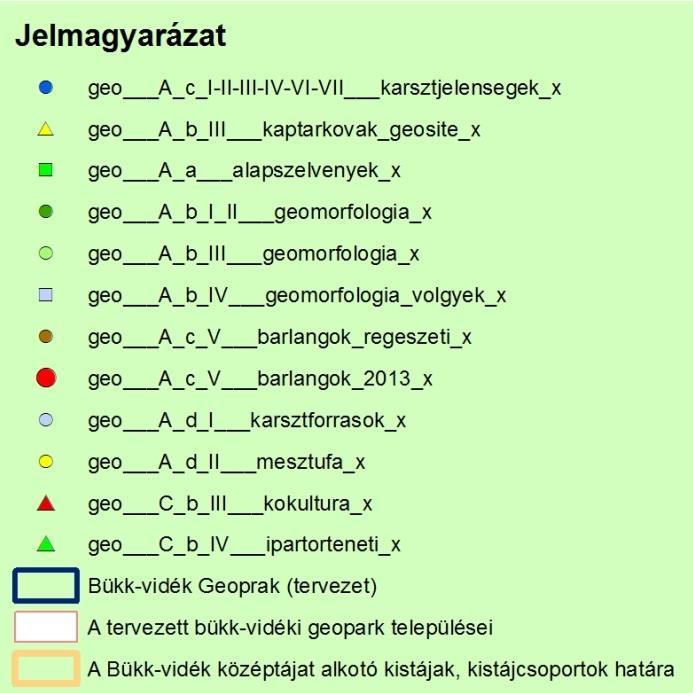 Jelmagyarázat
geo___A_c_I-II-III-IV-VI-VII___karsztjelensegek_x
geo___A_b_III___kaptarkovak_geosite_x
geo___A_a___alapszelvenyek_x
geo___A_b_I_II___geomorfologia_x
geo___A_b_III___geomorfologia_x
geo___A_b_IV___geomorfologia_volgyek_x
geo___A_c_V___barlangok_regeszeti_x
geo___A_c_V___barlangok_2013_x
geo___A_d_I___karsztforrasok_x
geo___A_d_II___mesztufa_x
geo___C_b_III___kokultura_x
geo___C_b_IV___ipartorteneti_x
Bükk-vidék Geoprak (tervezet)
A tervezett bükk-vidéki geopark települései
A Bükk-vidék középtájat alkotó kistájak, kistájcsoportok határa